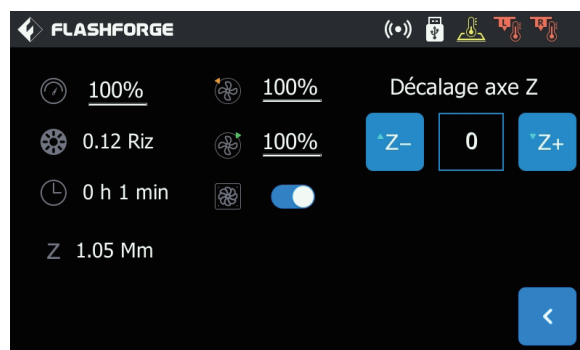 FLASHFORGE
L R
100% 100% Décalage axe Z
0.12 Riz 100% Z− 0 Z+
0 h 1 min
Z 1.05 Mm
<